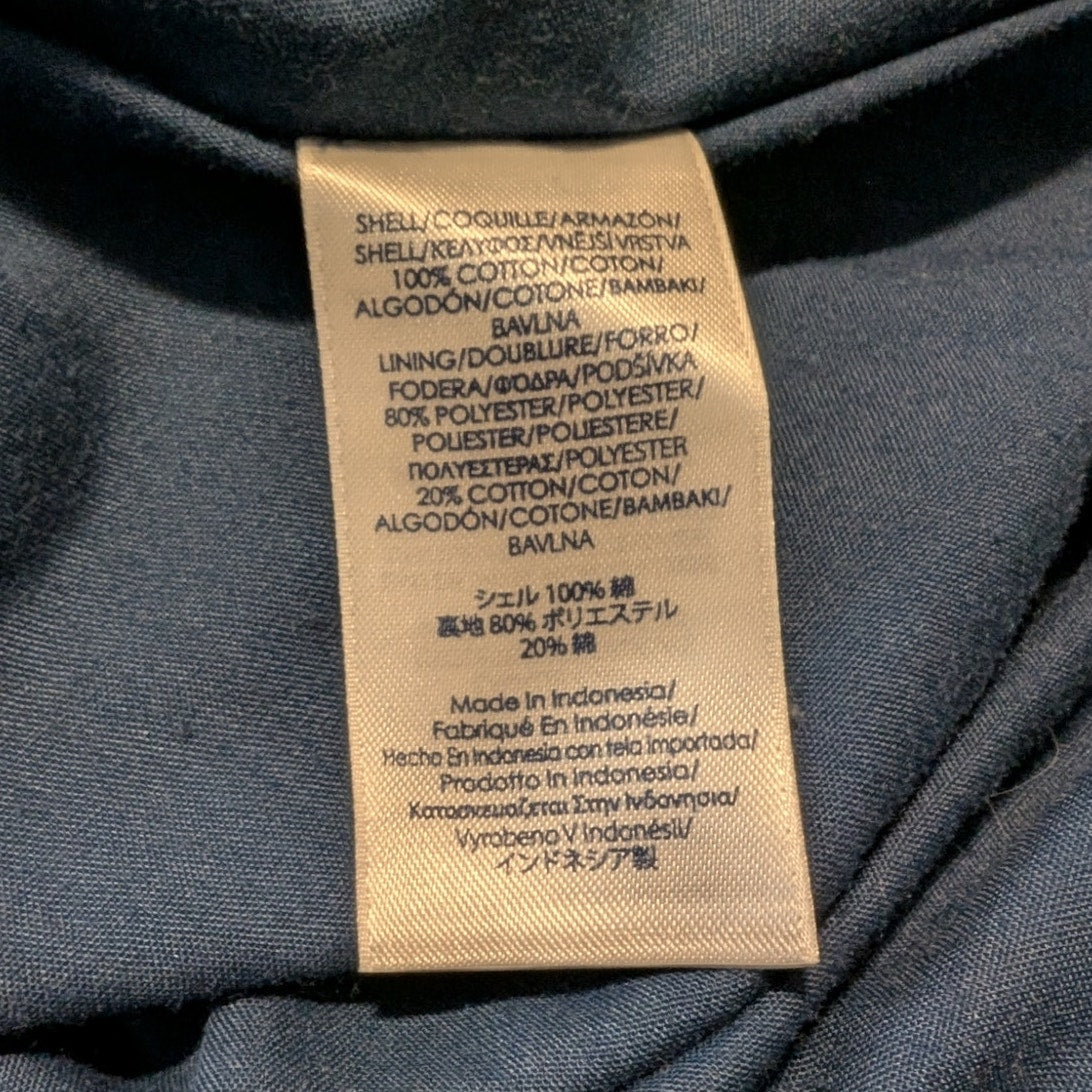 SHELL/COQUILLE/ARMAZÓN/
SHELL/ΚΕΛΥΦΟΣ/VNĚJŠÍ VRSTVA
100% COTTON/COTON/
ALGODÓN/COTONE/BAMBAKI/
BAVLNA
LINING/DOUBLURE/FORRO/
FODERA/ΦΌΔΡΑ/PODŠÍVKA
80% POLYESTER/POLYESTER/
POLIESTER/POLIESTERE/
ΠΟΛΥΕΣΤΕΡΑΣ/POLYESTER
20% COTTON/COTON/
ALGODÓN/COTONE/BAMBAKI/
BAVLNA
シェル 100% 綿
裏地 80% ポリエステル
20% 綿
Made In Indonesia/
Fabriqué En Indonésie/
Hecho En Indonesia con tela importada/
Prodotto In Indonesia/
Κατασκευαζεται Στην Ινδονησια/
Vyrobeno V Indonésii/
インドネシア製